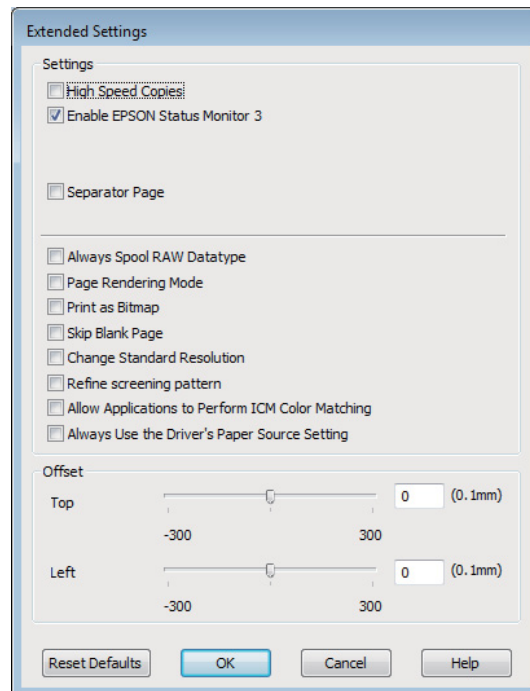 Extended Settings
Settings
High Speed Copies
Enable EPSON Status Monitor 3
Separator Page
Always Spool RAW Datatype
Page Rendering Mode
Print as Bitmap
Skip Blank Page
Change Standard Resolution
Refine screening pattern
Allow Applications to Perform ICM Color Matching
Always Use the Driver's Paper Source Setting
Offset
Top 0 (0.1mm)
-300 300
Left 0 (0.1mm)
-300 300
Reset Defaults OK Cancel Help